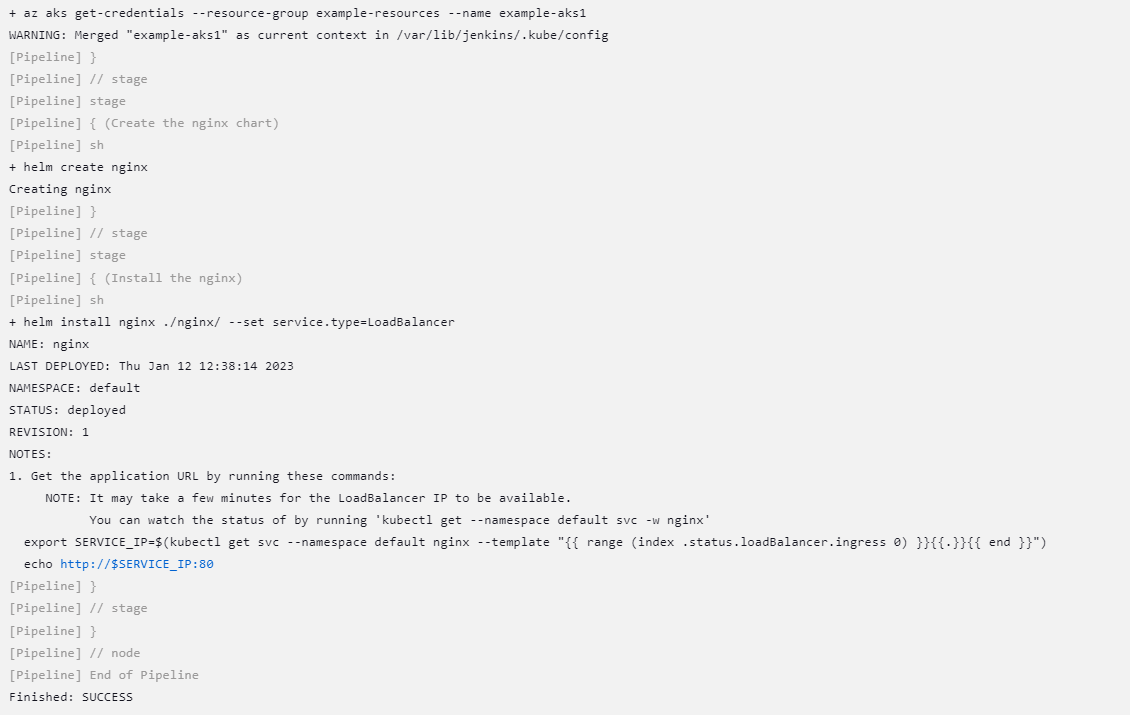 + az aks get-credentials --resource-group example-resources --name example-aks1
WARNING: Merged "example-aks1" as current context in /var/lib/jenkins/.kube/config
[Pipeline] }
[Pipeline] // stage
[Pipeline] stage
[Pipeline] { (Create the nginx chart)
[Pipeline] sh
+ helm create nginx
Creating nginx
[Pipeline] }
[Pipeline] // stage
[Pipeline] stage
[Pipeline] { (Install the nginx)
[Pipeline] sh
+ helm install nginx ./nginx/ --set service.type=LoadBalancer
NAME: nginx
LAST DEPLOYED: Thu Jan 12 12:38:14 2023
NAMESPACE: default
STATUS: deployed
REVISION: 1
NOTES:
1. Get the application URL by running these commands:
     NOTE: It may take a few minutes for the LoadBalancer IP to be available.
           You can watch the status of by running 'kubectl get --namespace default svc -w nginx'
  export SERVICE_IP=$(kubectl get svc --namespace default nginx --template "{{ range (index .status.loadBalancer.ingress 0) }}{{.}}{{ end }}")
  echo http://$SERVICE_IP:80
[Pipeline] }
[Pipeline] // stage
[Pipeline] }
[Pipeline] // node
[Pipeline] End of Pipeline
Finished: SUCCESS